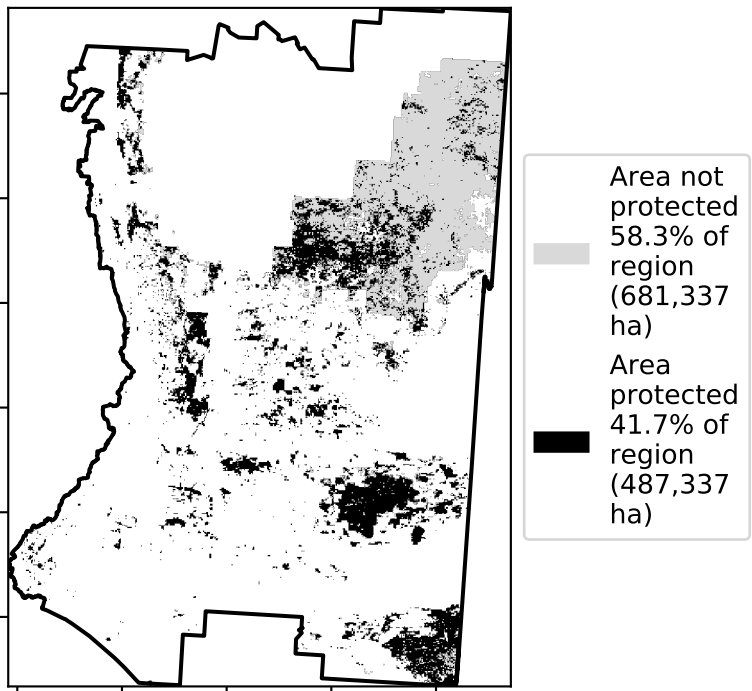 Area not
protected
58.3% of
region
(681,337
ha)
Area
protected
41.7% of
region
(487,337
ha)